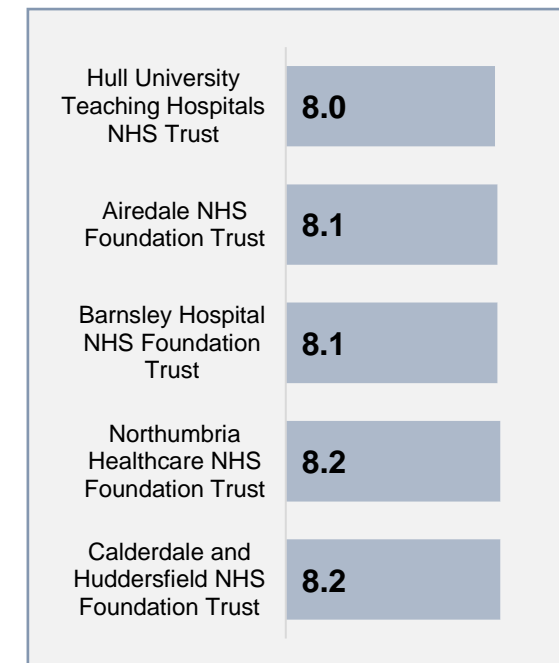 Hull University
Teaching Hospitals
NHS Trust
8.0
Airedale NHS
Foundation Trust
8.1
Barnsley Hospital
NHS Foundation
Trust
8.1
Northumbria
Healthcare NHS
Foundation Trust
8.2
Calderdale and
Huddersfield NHS
Foundation Trust
8.2